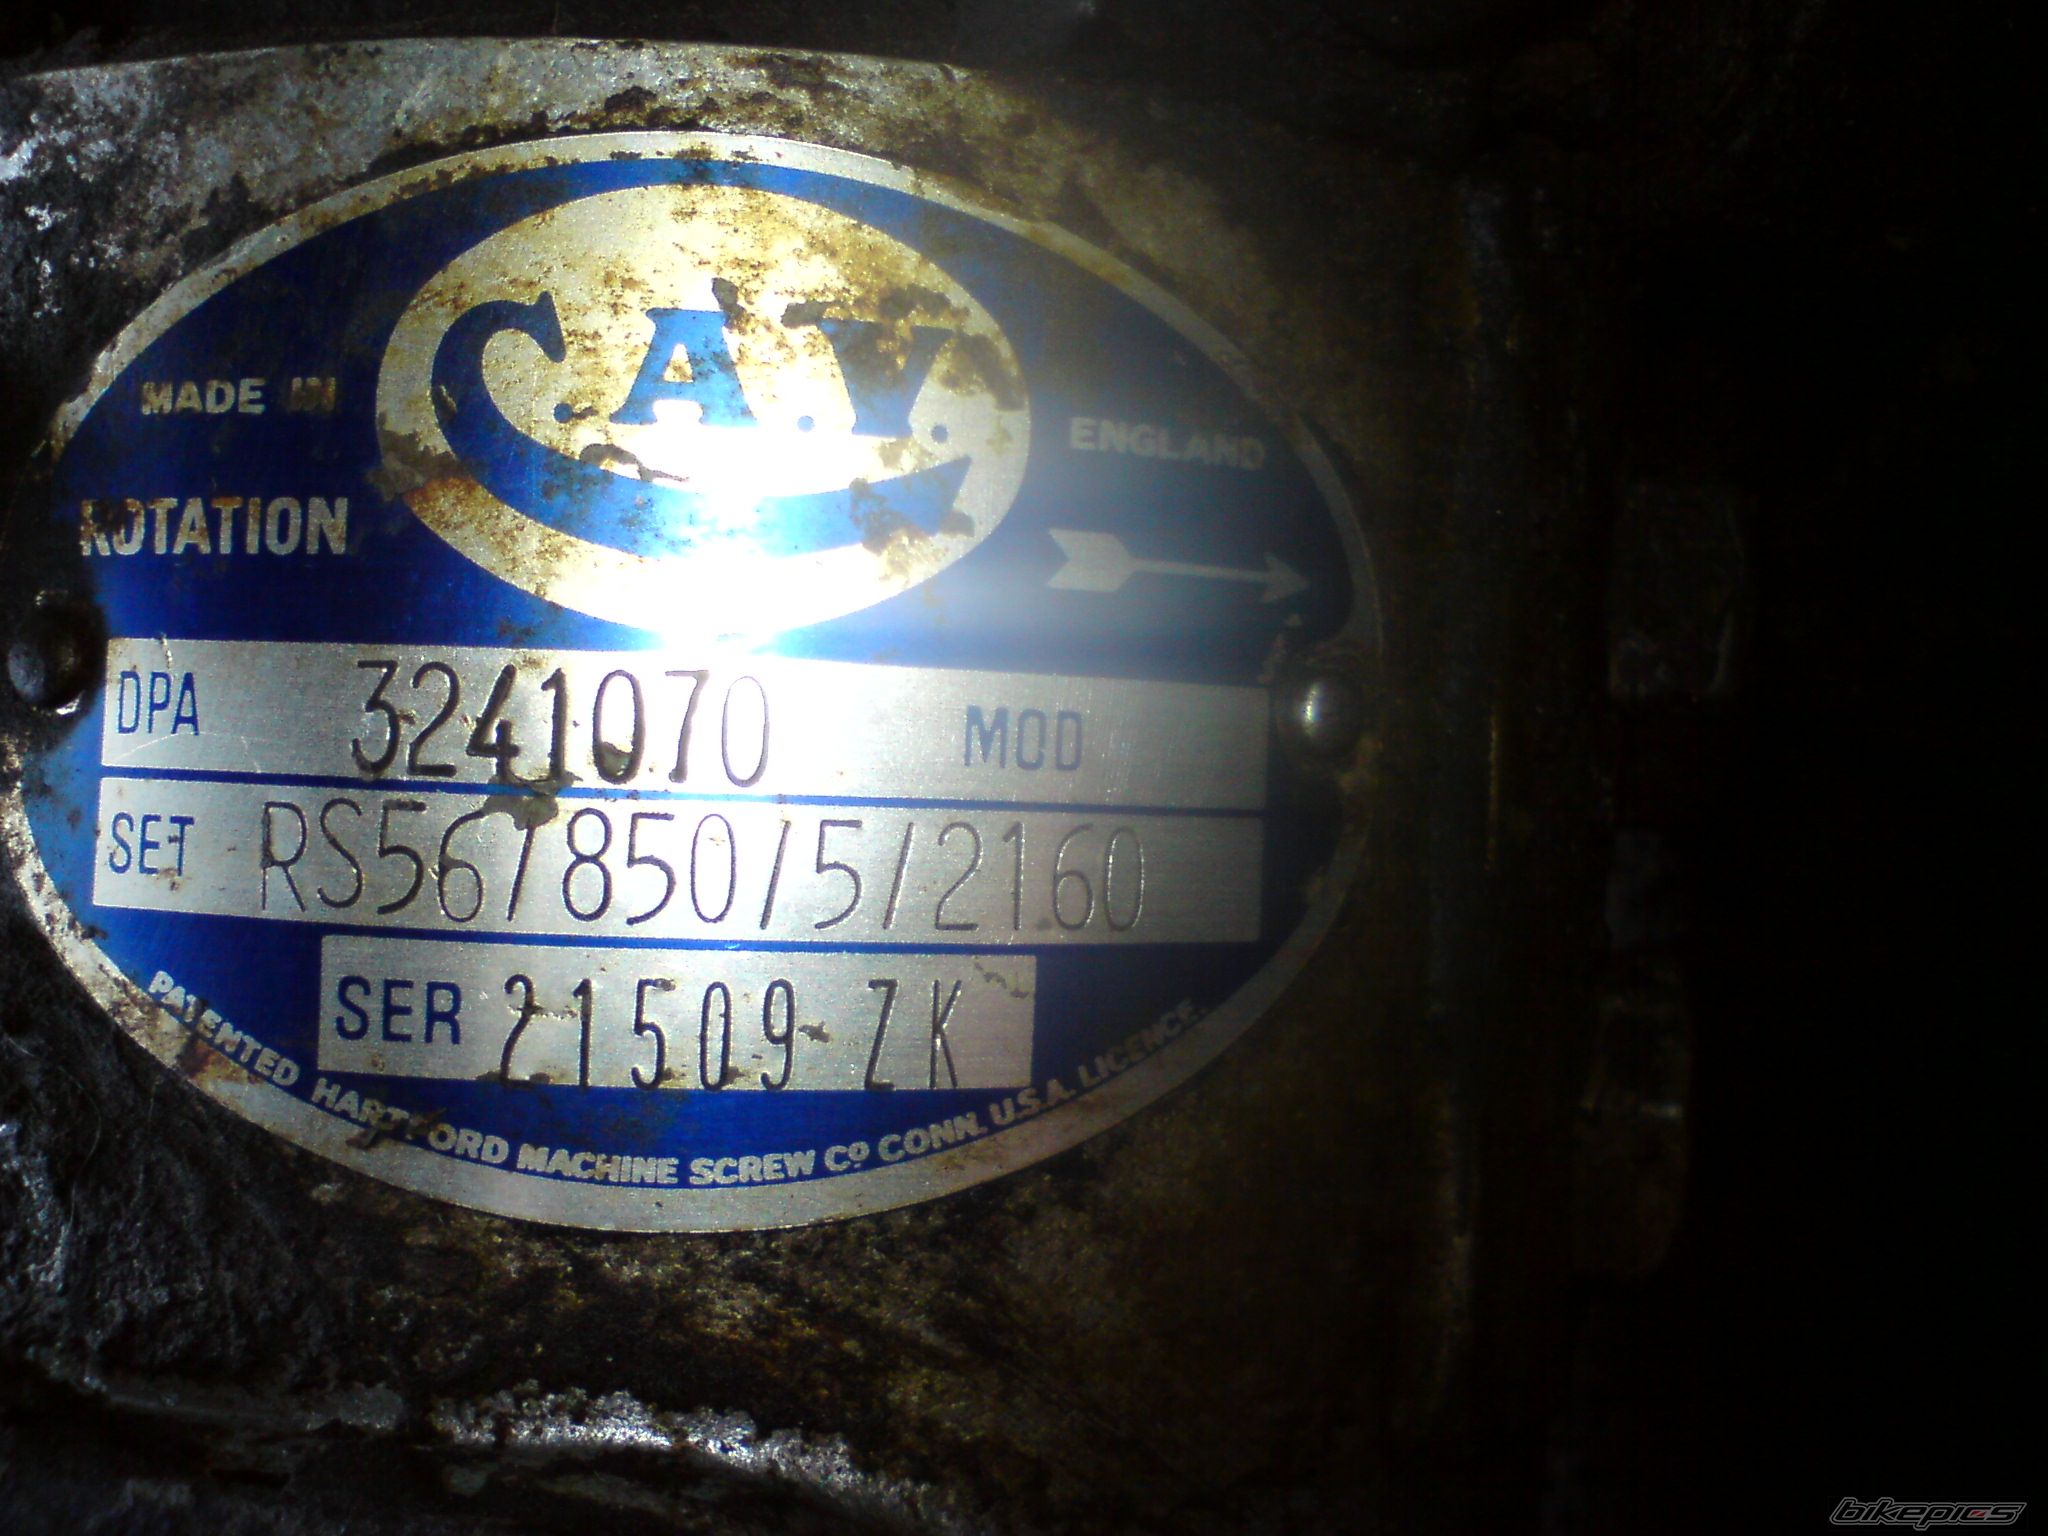 C.A.V.
MADE IN ENGLAND
ROTATION
DPA 3241070 MOD
SET RS56/850/5/2160
SER 21509 ZK
PATENTED HARTFORD MACHINE SCREW CO CONN. U.S.A. LICENCE.
bikepics